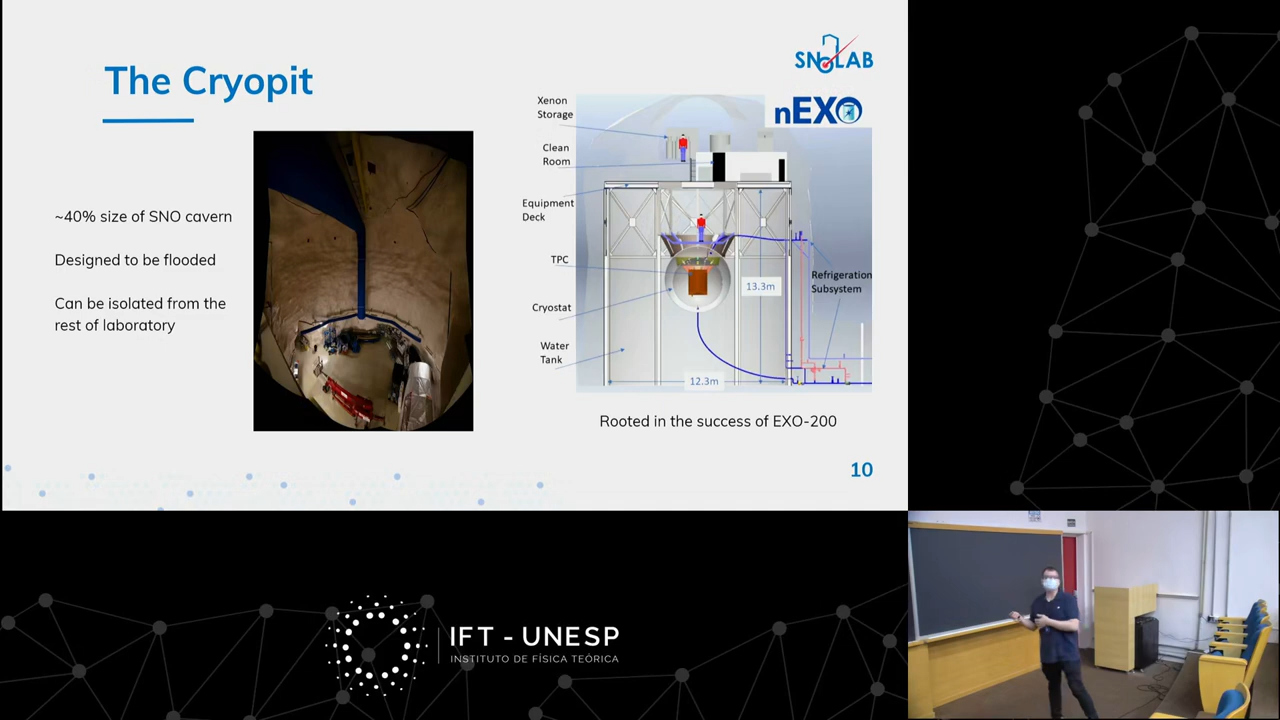 The Cryopit
SNOLAB
~40% size of SNO cavern
Designed to be flooded
Can be isolated from the
rest of laboratory
nEXO
Xenon
Storage
Clean
Room
Equipment
Deck
TPC
Cryostat
Water
Tank
Refrigeration
Subsystem
13.3m
12.3m
Rooted in the success of EXO-200
10
IFT - UNESP
INSTITUTO DE FÍSICA TEÓRICA